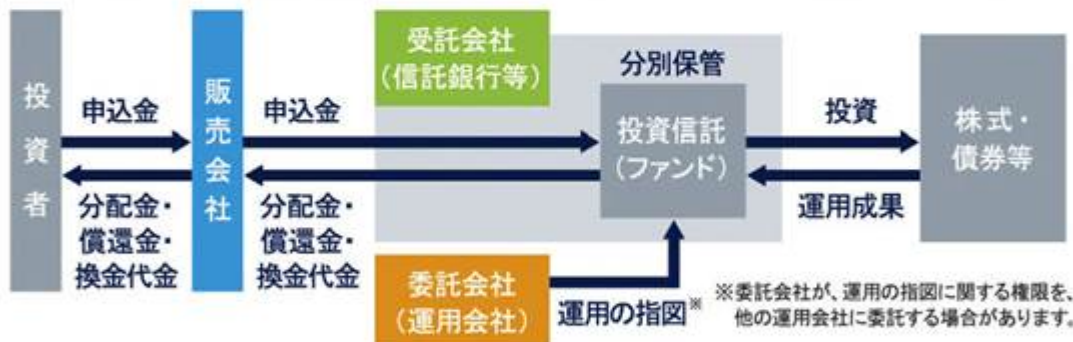 投資者
申込金
分配金・
償還金・
換金代金
販売会社
申込金
分配金・
償還金・
換金代金
受託会社
（信託銀行等）
分別保管
投資信託
（ファンド）
委託会社
（運用会社）
運用の指図※
投資
運用成果
株式・
債券等
※委託会社が、運用の指図に関する権限を、
他の運用会社に委託する場合があります。